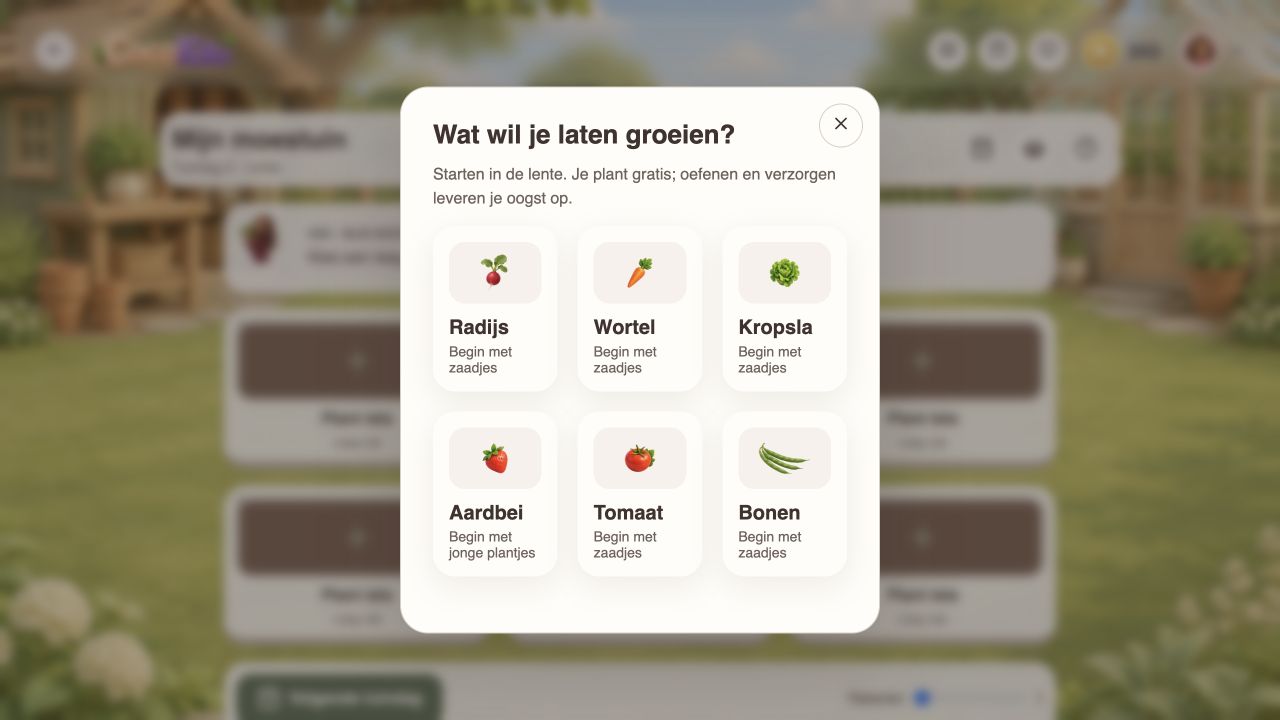 Mijn moestuin
Wat wil je laten groeien?
Starten in de lente. Je plant gratis; oefenen en verzorgen
leveren je oogst op.
Radijs
Begin met
zaadjes
Wortel
Begin met
zaadjes
Kropsla
Begin met
zaadjes
Aardbei
Begin met
jonge plantjes
Tomaat
Begin met
zaadjes
Bonen
Begin met
zaadjes